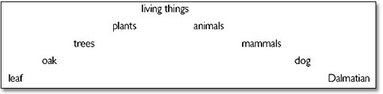 living things
plants animals
trees mammals
oak dog
leaf Dalmatian